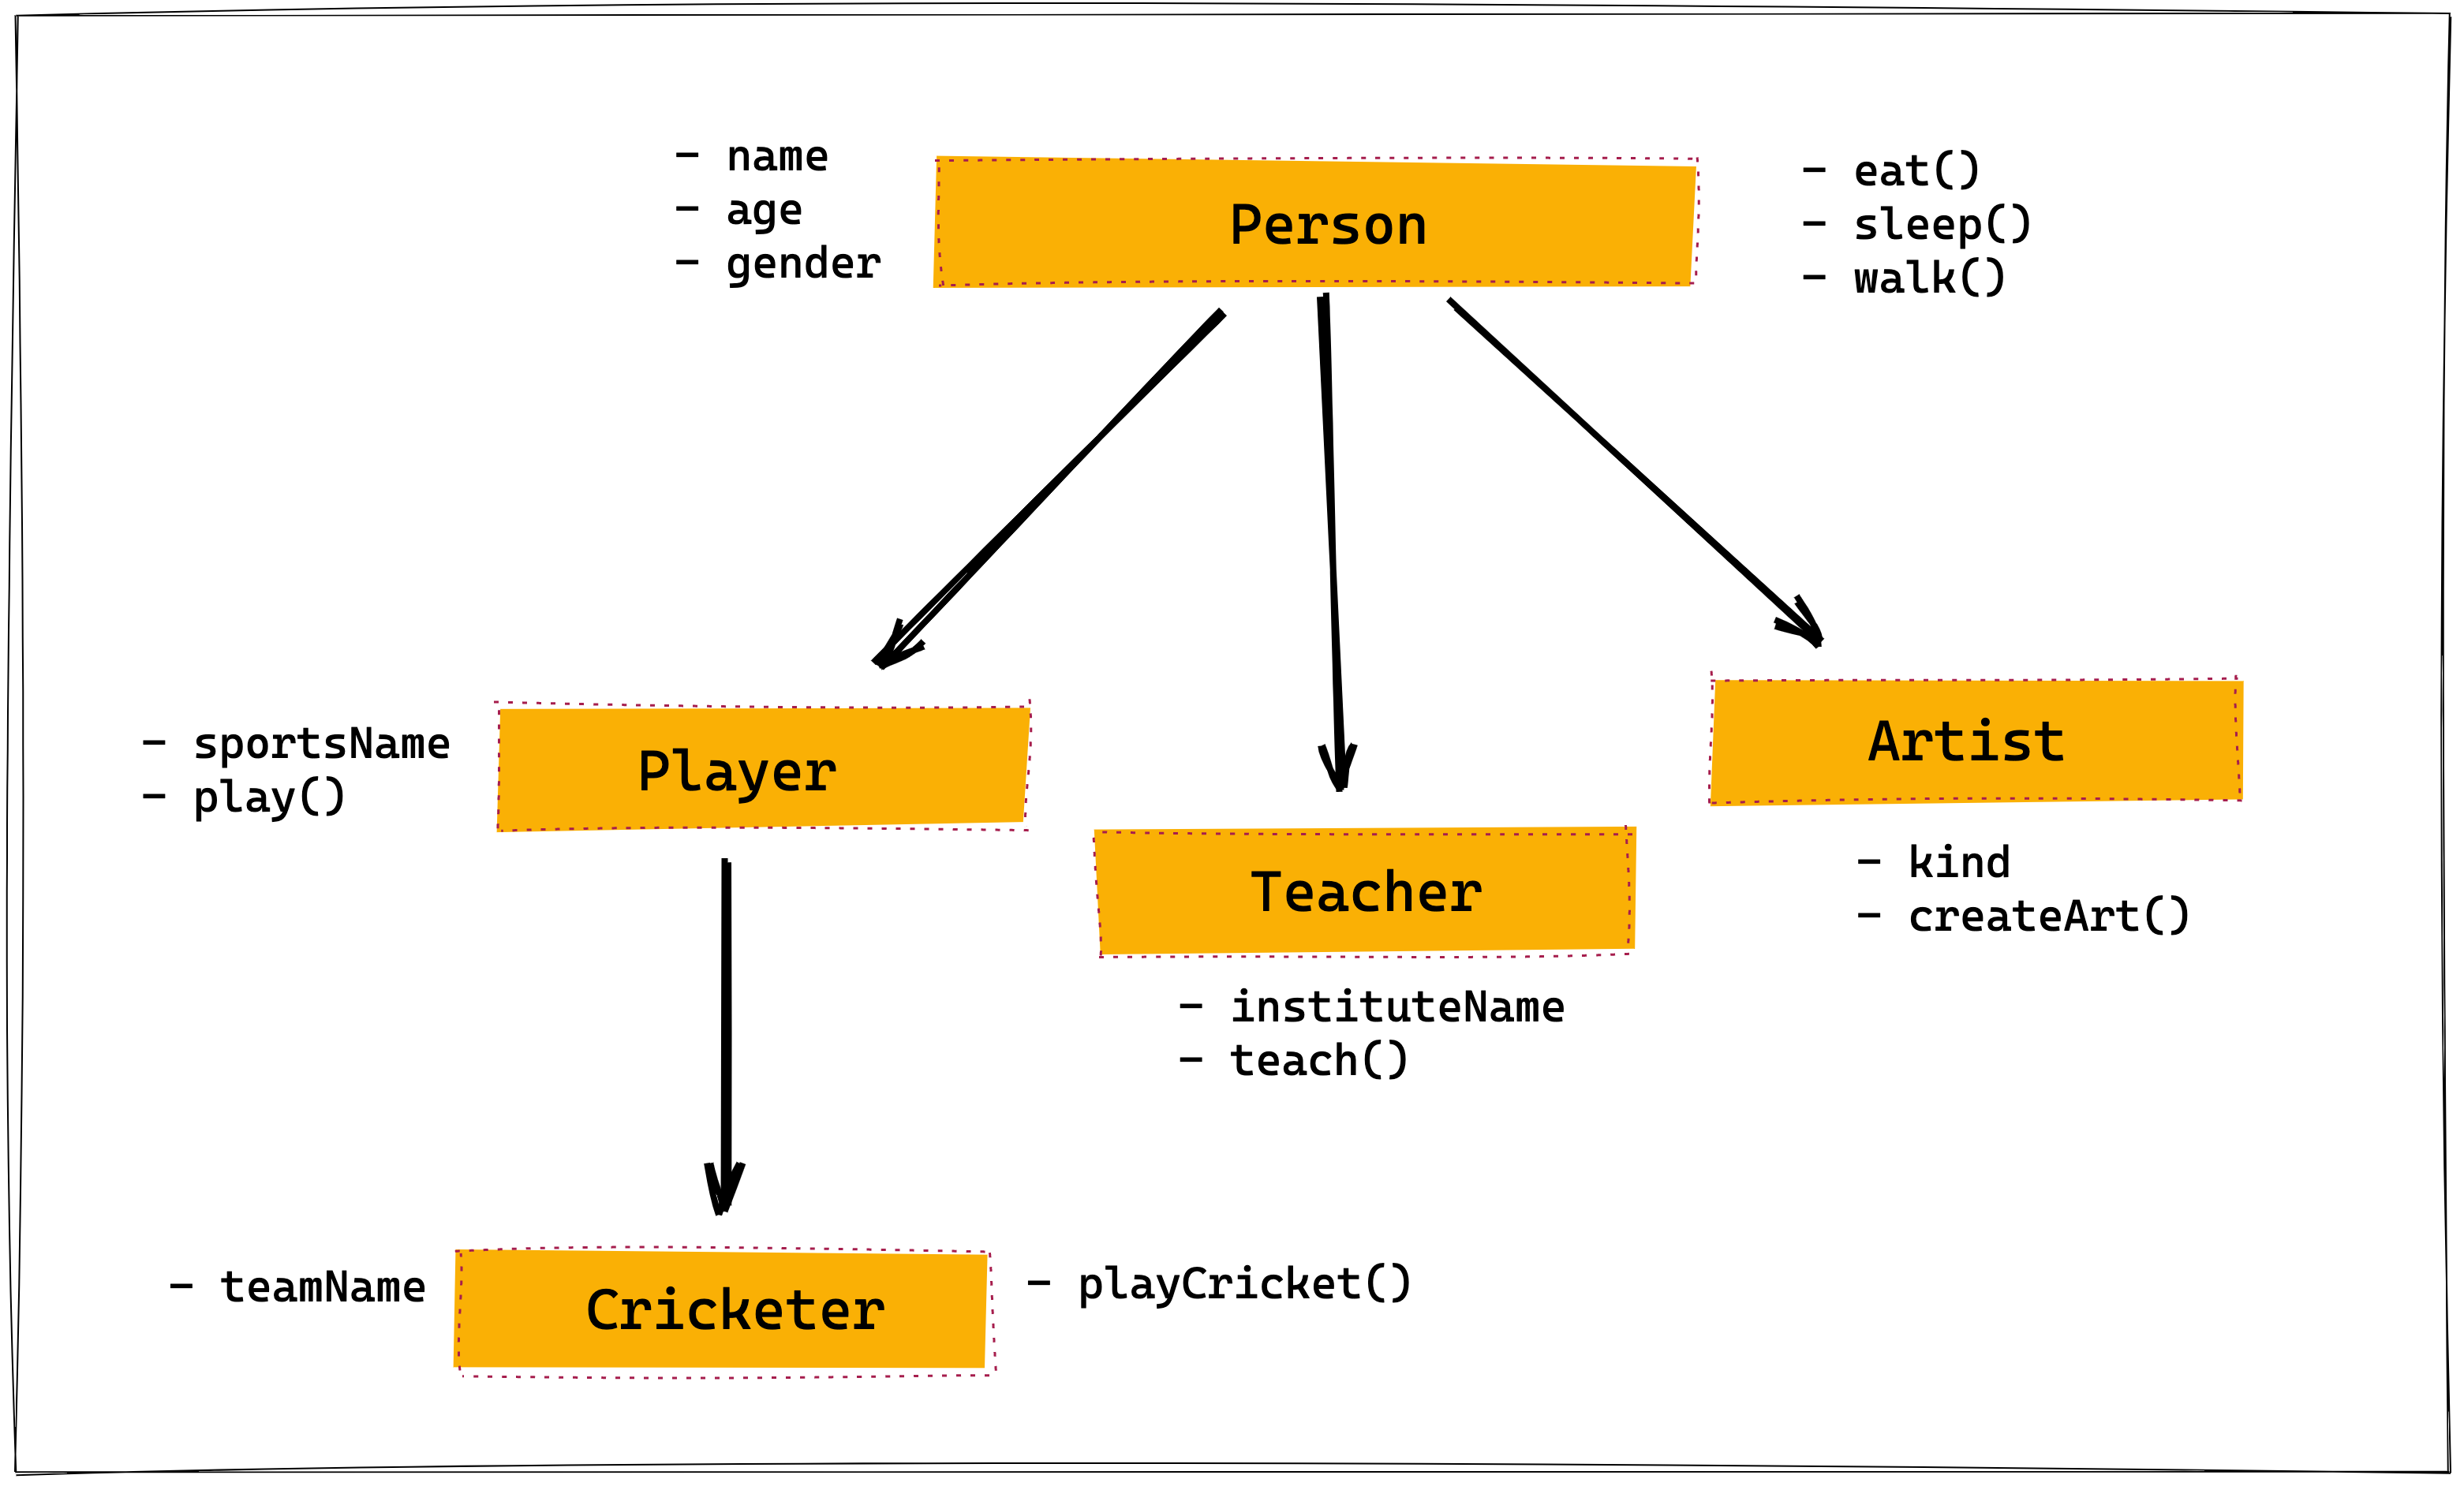 - name
- age
- gender
Person
- eat()
- sleep()
- walk()
- sportsName
- play()
Player
Teacher
- instituteName
- teach()
Artist
- kind
- createArt()
- teamName
Cricketer
- playCricket()